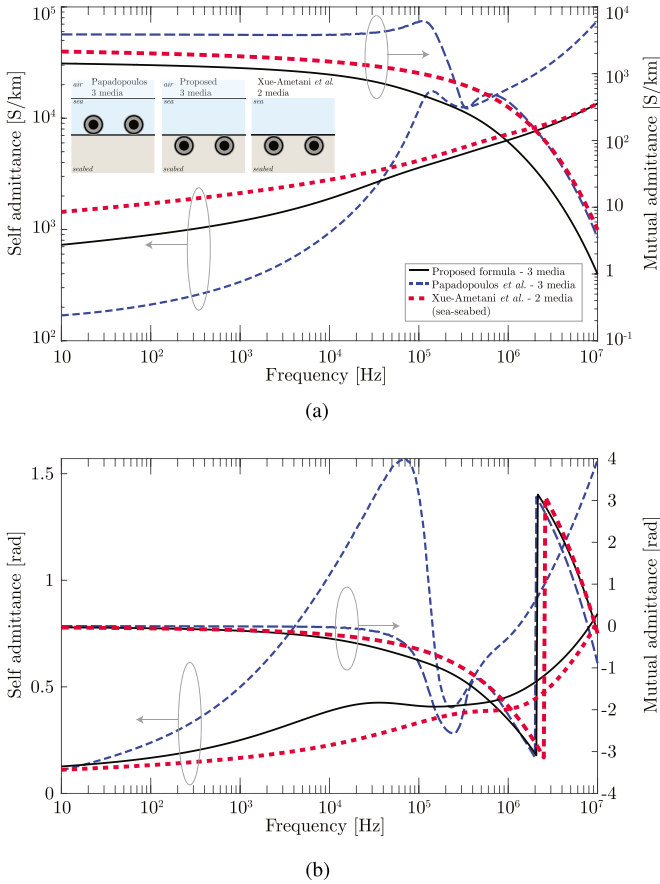 10^5
10^4
10^3
10^2
Self admittance [S/km]
10^4
10^3
10^2
10
1
10^-1
Mutual admittance [S/km]
air Papadopoulos
3 media
sea
seabed
air Proposed
3 media
sea
seabed
Xue-Ametani et al.
2 media
sea
seabed
Proposed formula - 3 media
Papadopoulos et al. - 3 media
Xue-Ametani et al. - 2 media
(sea-seabed)
10 10^2 10^3 10^4 10^5 10^6 10^7
Frequency [Hz]
(a)
1.5
1
0.5
0
Self admittance [rad]
4
3
2
1
0
-1
-2
-3
-4
Mutual admittance [rad]
10 10^2 10^3 10^4 10^5 10^6 10^7
Frequency [Hz]
(b)